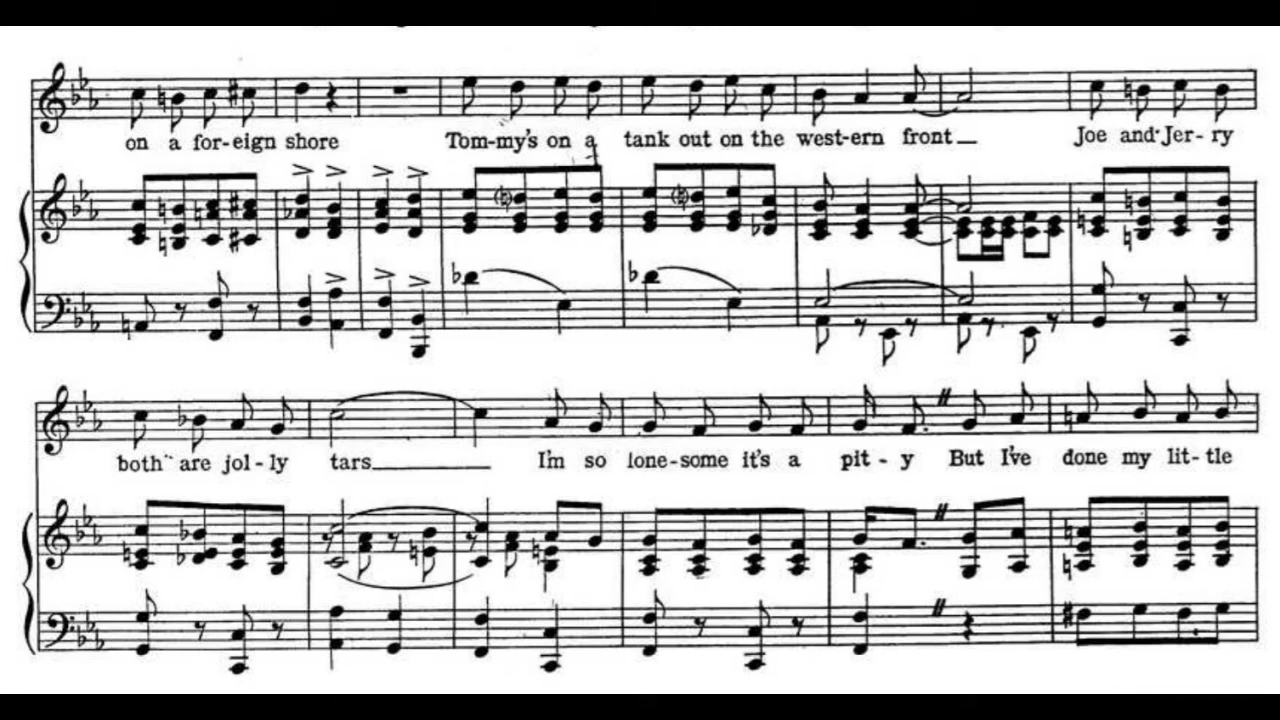 on a for-eign shore Tom-my's on a tank out on the west-ern front Joe and Jer-ry
both are jol-ly tars I'm so lone-some it's a pit-y But I've done my lit-tle